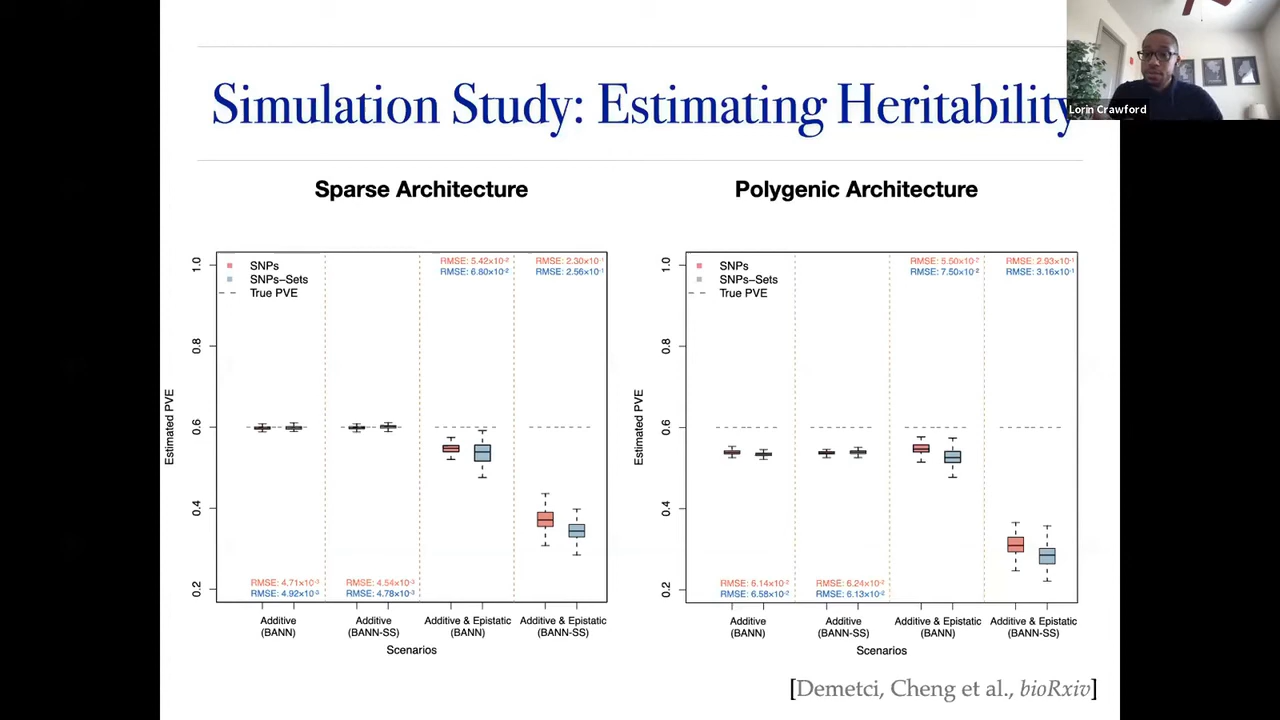 Lorin Crawford
Simulation Study: Estimating Heritability
Sparse Architecture
Estimated PVE
1.0
0.8
0.6
0.4
0.2
SNPs
SNPs–Sets
True PVE
RMSE: 5.42×10⁻²
RMSE: 6.80×10⁻²
RMSE: 2.30×10⁻¹
RMSE: 2.56×10⁻¹
RMSE: 4.71×10⁻³
RMSE: 4.92×10⁻³
RMSE: 4.54×10⁻³
RMSE: 4.78×10⁻³
Additive
(BANN)
Additive
(BANN-SS)
Additive & Epistatic
(BANN)
Additive & Epistatic
(BANN-SS)
Scenarios
Polygenic Architecture
Estimated PVE
1.0
0.8
0.6
0.4
0.2
SNPs
SNPs–Sets
True PVE
RMSE: 5.50×10⁻²
RMSE: 7.50×10⁻²
RMSE: 2.93×10⁻¹
RMSE: 3.16×10⁻¹
RMSE: 6.14×10⁻²
RMSE: 6.58×10⁻²
RMSE: 6.24×10⁻²
RMSE: 6.13×10⁻²
Additive
(BANN)
Additive
(BANN-SS)
Additive & Epistatic
(BANN)
Additive & Epistatic
(BANN-SS)
Scenarios
[Demetci, Cheng et al., bioRxiv]